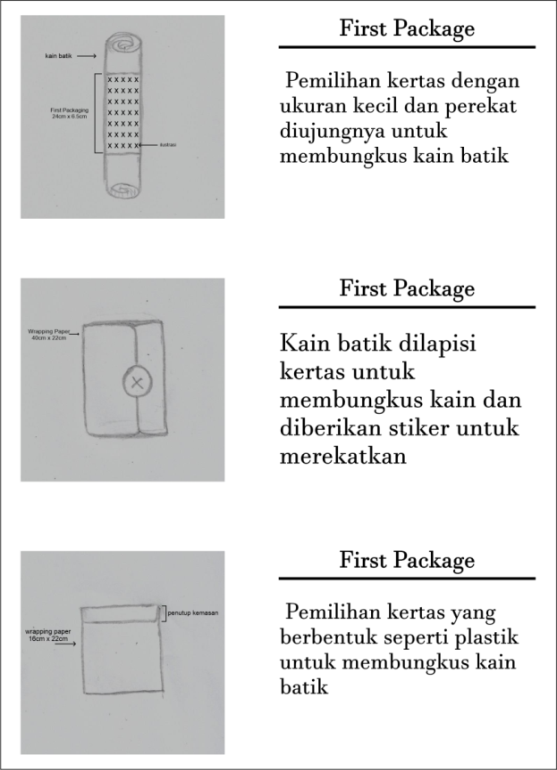 First Package
kain batik
First Packaging
24cm x 6.5cm
X X X X X
X X X X X
X X X X X
X X X X X
X X X X X
X X X X X
X X X X X
Pemilihan kertas dengan
ukuran kecil dan perekat
diujungnya untuk
membungkus kain batik
First Package
Wrapping Paper
X
Kain batik dilapisi
kertas untuk
membungkus kain dan
diberikan stiker untuk
merekatkan
First Package
penutup kemasan
wrapping paper
16cm x 22cm
Pemilihan kertas yang
berbentuk seperti plastik
untuk membungkus kain
batik